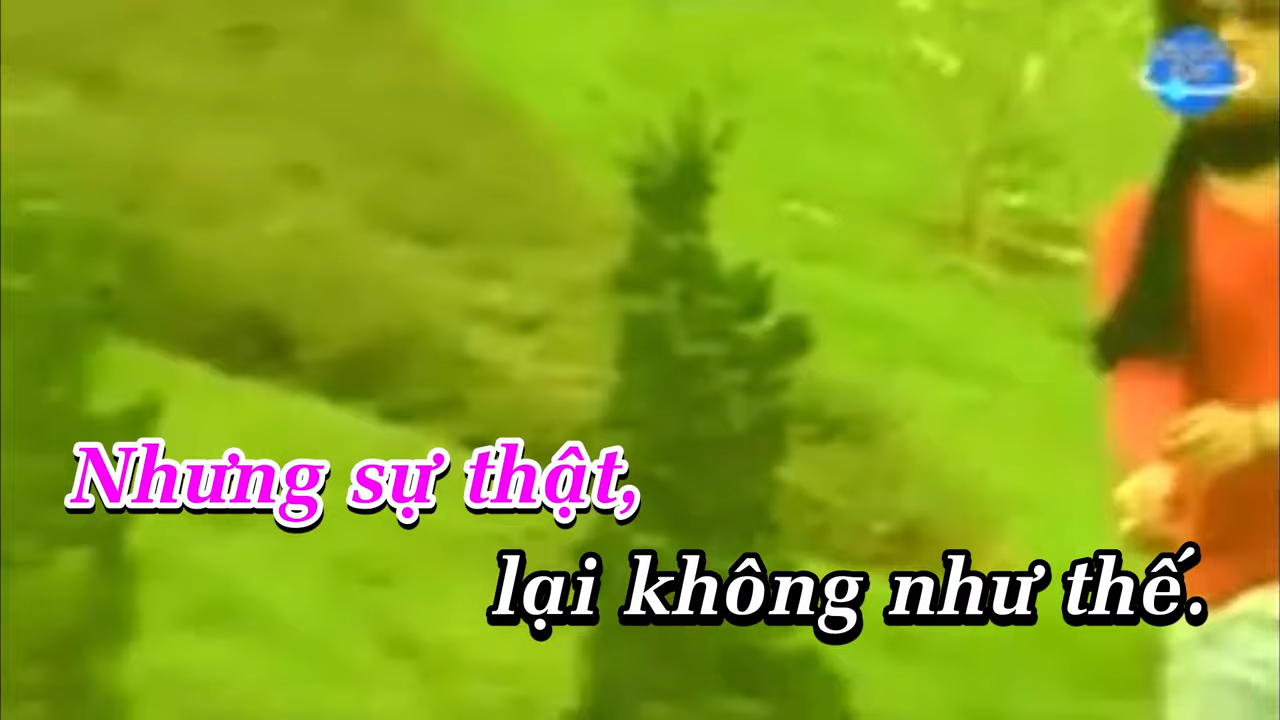 Nhưng sự thật,
lại không như thế.